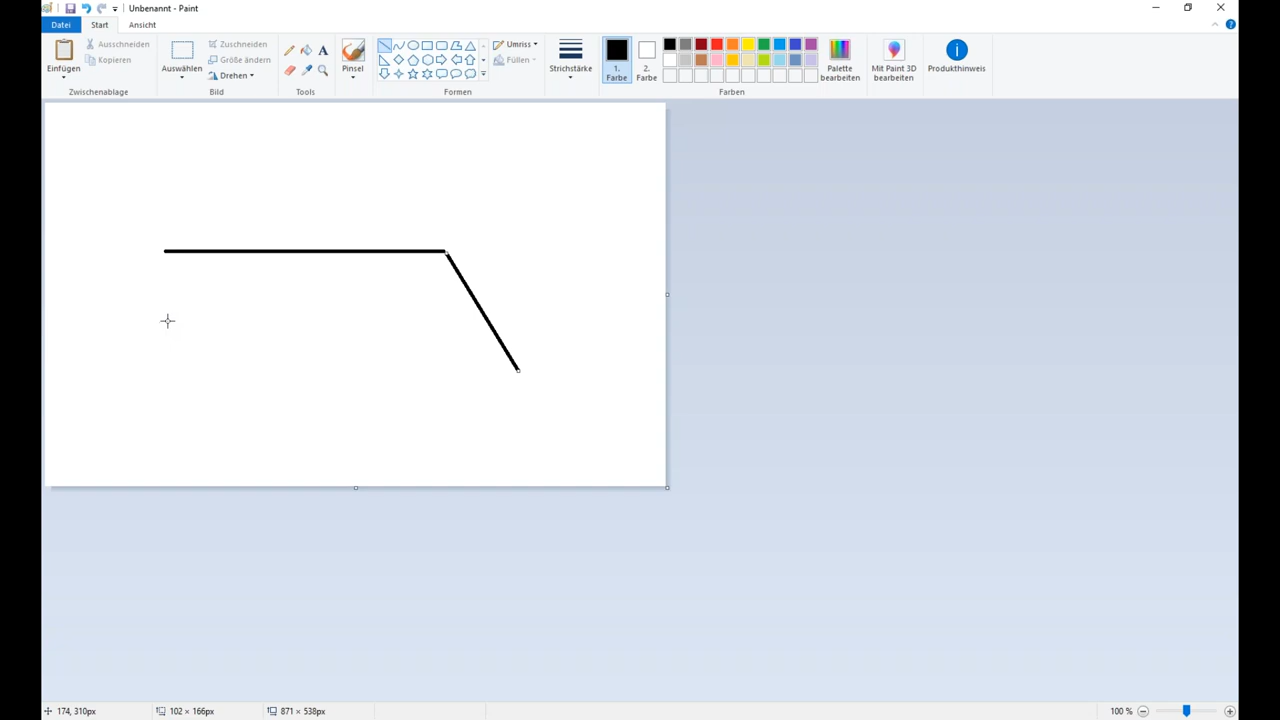 Unbenannt - Paint
Datei
Start
Ansicht
Einfügen
Ausschneiden
Kopieren
Zwischenablage
Auswählen
Zuschneiden
Größe ändern
Drehen
Bild
A
Tools
Pinsel
Umriss
Füllen
Formen
Strichstärke
1.
Farbe
2.
Farbe
Palette
bearbeiten
Farben
Mit Paint 3D
bearbeiten
Produkthinweis
174, 310px
102 × 166px
871 × 538px
100 %